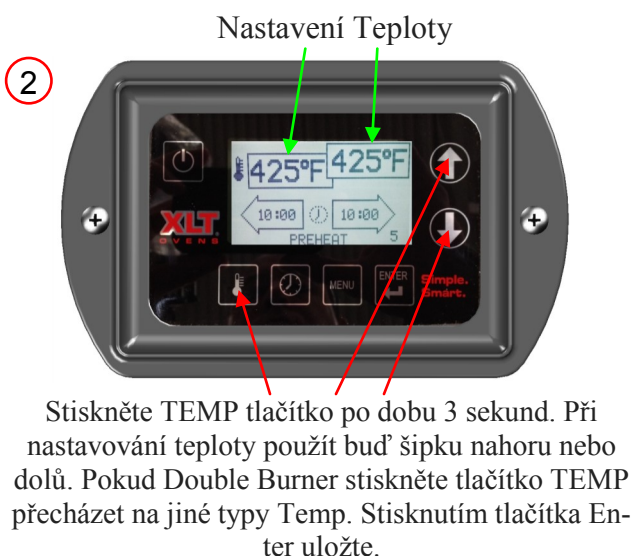 Nastavení Teploty
2
425°F 425°F
10:00 10:00
PREHEAT 5
XLT
OVENS
MENU
ENTER
Simple.
Smart.
Stiskněte TEMP tlačítko po dobu 3 sekund. Při
nastavování teploty použít buď šipku nahoru nebo
dolů. Pokud Double Burner stiskněte tlačítko TEMP
přecházet na jiné typy Temp. Stisknutím tlačítka En-
ter uložte.